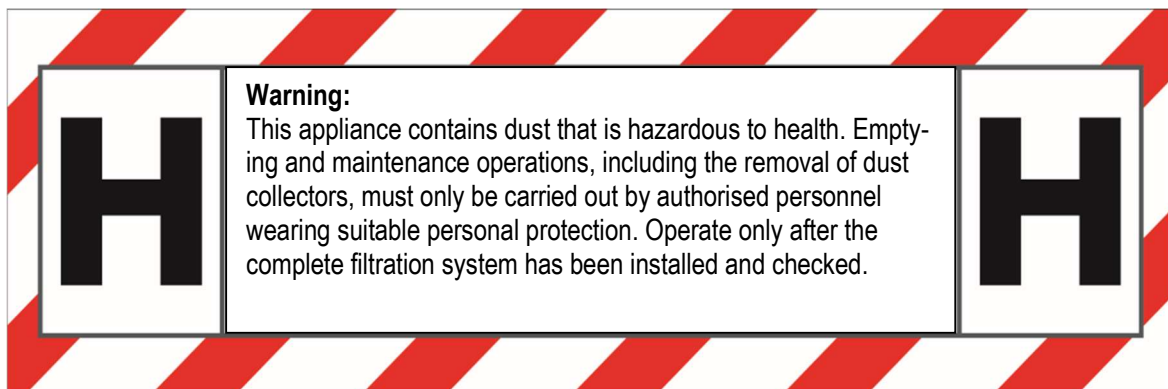 H
Warning:
This appliance contains dust that is hazardous to health. Empty-
ing and maintenance operations, including the removal of dust
collectors, must only be carried out by authorised personnel
wearing suitable personal protection. Operate only after the
complete filtration system has been installed and checked.
H